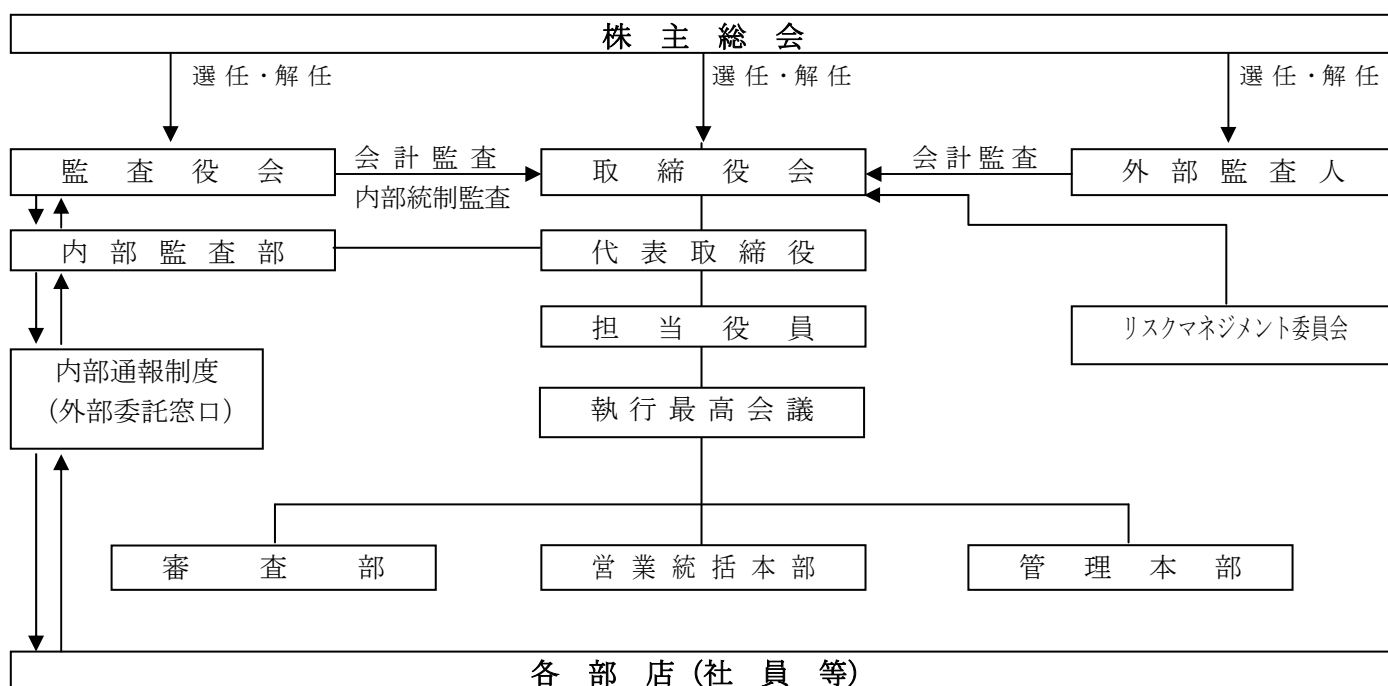 株主総会
選任・解任
選任・解任
選任・解任
監査役会
会計監査
内部統制監査
取締役会
会計監査
外部監査人
内部監査部
代表取締役
担当役員
リスクマネジメント委員会
内部通報制度
(外部委託窓口)
執行最高会議
審査部
営業統括本部
管理本部
各部店(社員等)